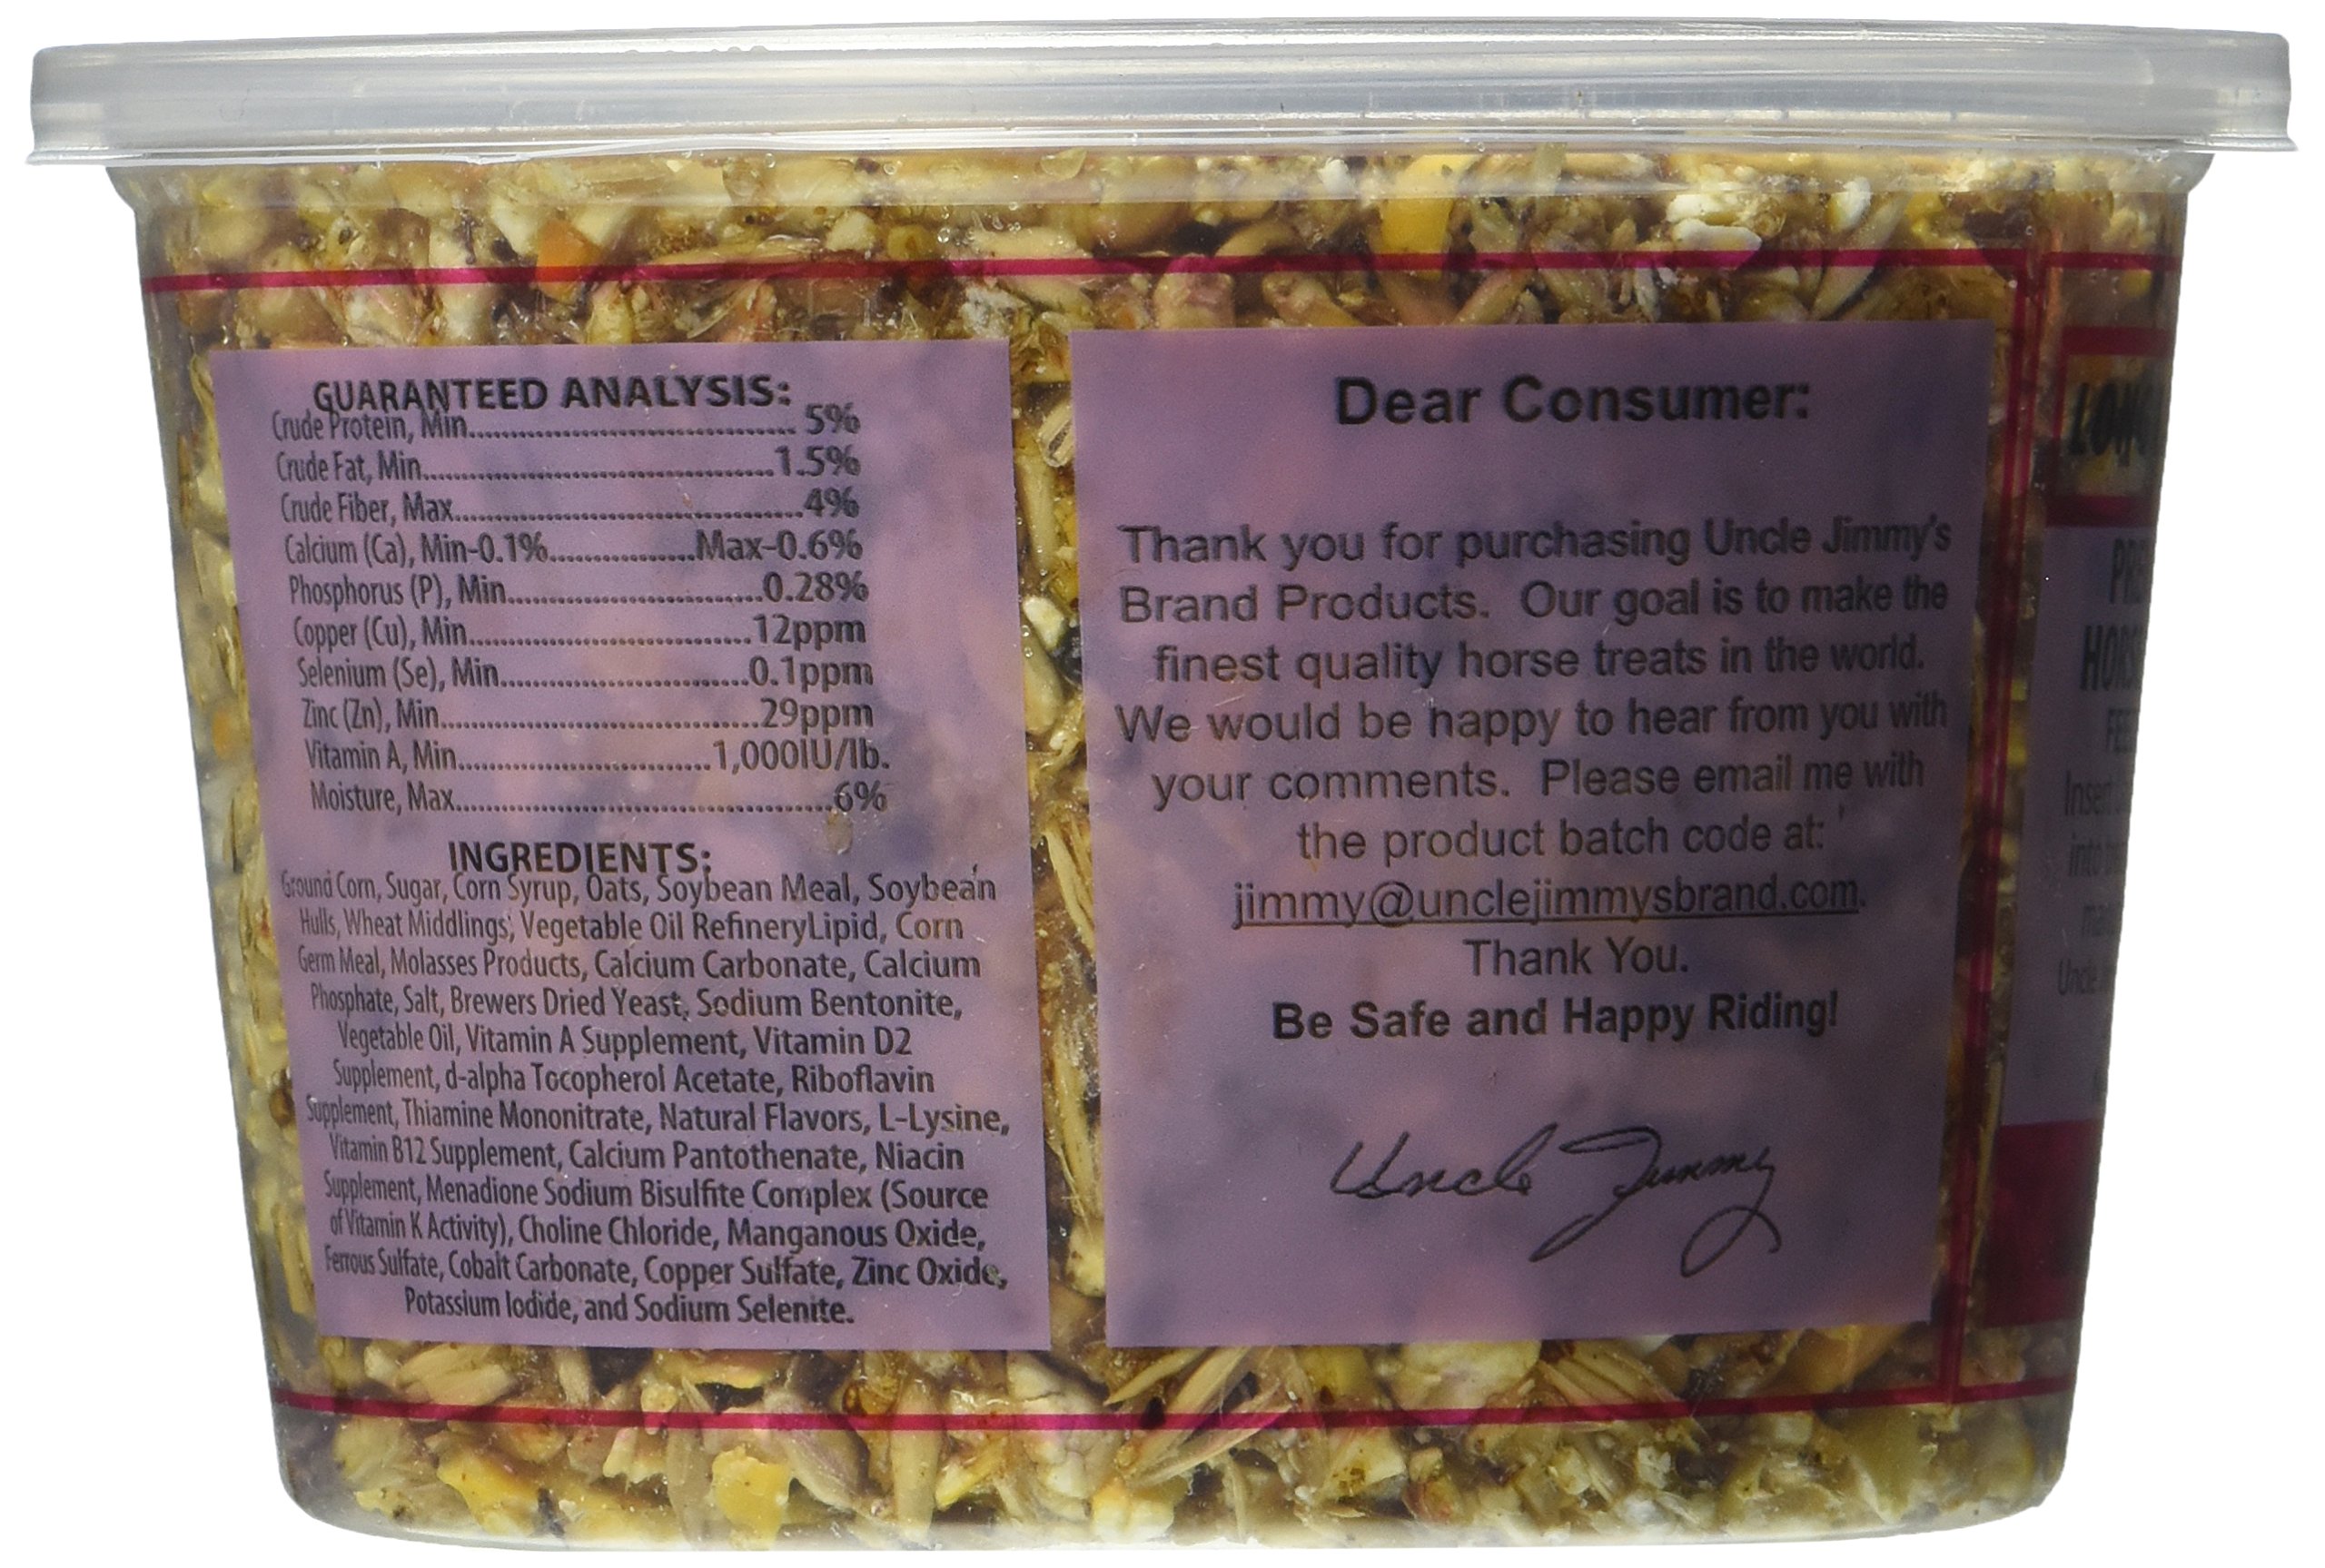 GUARANTEED ANALYSIS:
Crude Protein, Min............................................. 5%
Crude Fat, Min................................................1.5%
Crude Fiber, Max................................................4%
Calcium (Ca), Min-0.1%....................Max-0.6%
Phosphorus (P), Min...................................0.28%
Copper (Cu), Min.......................................12ppm
Selenium (Se), Min..................................0.1ppm
Zinc (Zn), Min............................................29ppm
Vitamin A, Min...................................1,000IU/lb.
Moisture, Max....................................................6%
INGREDIENTS:
Ground Corn, Sugar, Corn Syrup, Oats, Soybean Meal, Soybean
Hulls, Wheat Middlings, Vegetable Oil RefineryLipid, Corn
Germ Meal, Molasses Products, Calcium Carbonate, Calcium
Phosphate, Salt, Brewers Dried Yeast, Sodium Bentonite,
Vegetable Oil, Vitamin A Supplement, Vitamin D2
Supplement, d-alpha Tocopherol Acetate, Riboflavin
Supplement, Thiamine Mononitrate, Natural Flavors, L-Lysine,
Vitamin B12 Supplement, Calcium Pantothenate, Niacin
Supplement, Menadione Sodium Bisulfite Complex (Source
of Vitamin K Activity), Choline Chloride, Manganous Oxide,
Ferrous Sulfate, Cobalt Carbonate, Copper Sulfate, Zinc Oxide,
Potassium Iodide, and Sodium Selenite.
Dear Consumer:
Thank you for purchasing Uncle Jimmy's
Brand Products. Our goal is to make the
finest quality horse treats in the world.
We would be happy to hear from you with
your comments. Please email me with
the product batch code at:
jimmy@unclejimmysbrand.com.
Thank You.
Be Safe and Happy Riding!
Uncle Jimmy
Uncle